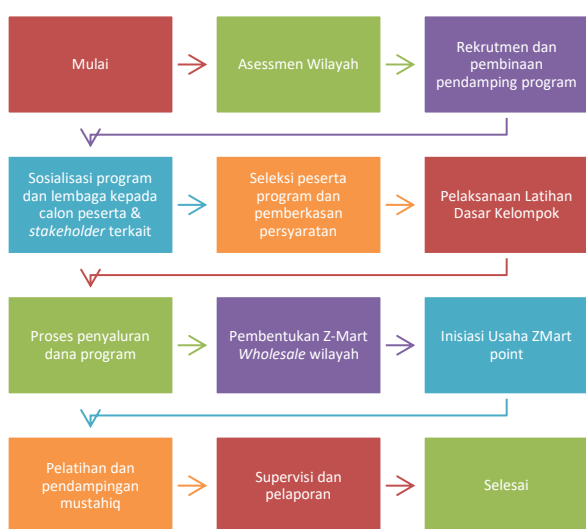 Mulai
Asessmen Wilayah
Rekrutmen dan
pembinaan
pendamping program
Sosialisasi program
dan lembaga kepada
calon peserta &
stakeholder terkait
Seleksi peserta
program dan
pemberkasan
persyaratan
Pelaksanaan Latihan
Dasar Kelompok
Proses penyaluran
dana program
Pembentukan Z-Mart
Wholesale wilayah
Inisiasi Usaha ZMart
point
Pelatihan dan
pendampingan
mustahiq
Supervisi dan
pelaporan
Selesai